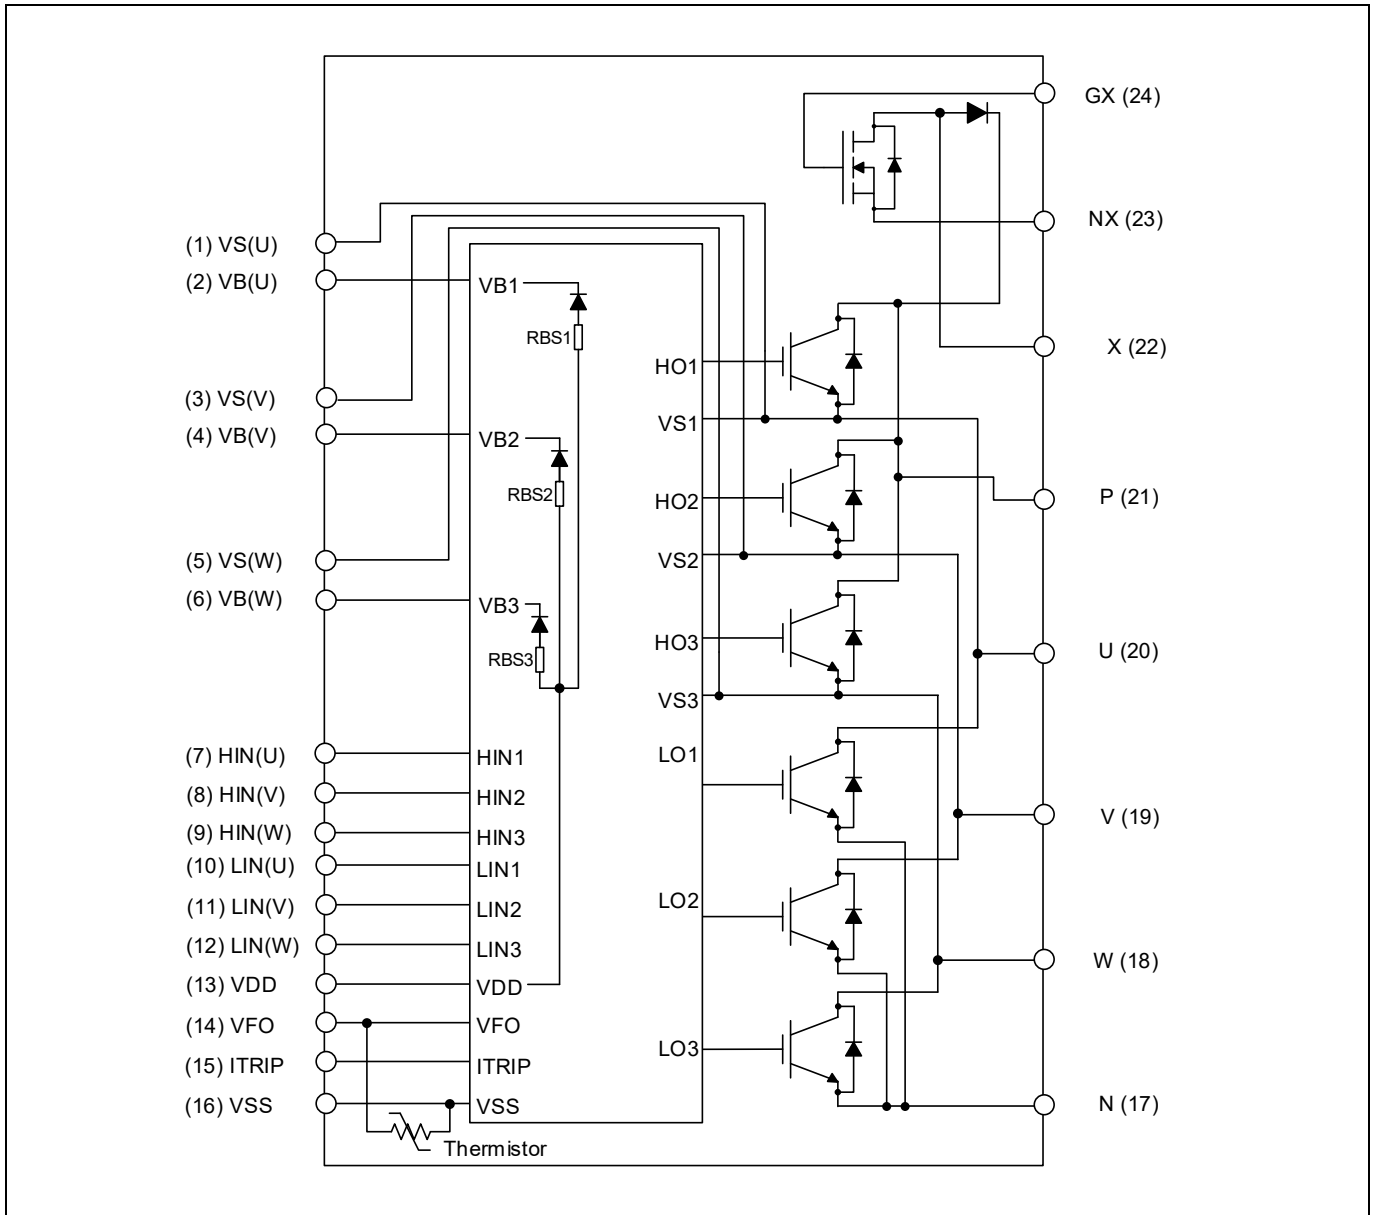 (1) VS(U)
(2) VB(U)
(3) VS(V)
(4) VB(V)
(5) VS(W)
(6) VB(W)
(7) HIN(U)
(8) HIN(V)
(9) HIN(W)
(10) LIN(U)
(11) LIN(V)
(12) LIN(W)
(13) VDD
(14) VFO
(15) ITRIP
(16) VSS
VB1
RBS1
VB2
RBS2
VB3
RBS3
HIN1
HIN2
HIN3
LIN1
LIN2
LIN3
VDD
VFO
ITRIP
VSS
Thermistor
HO1
VS1
HO2
VS2
HO3
VS3
LO1
LO2
LO3
GX (24)
NX (23)
X (22)
P (21)
U (20)
V (19)
W (18)
N (17)